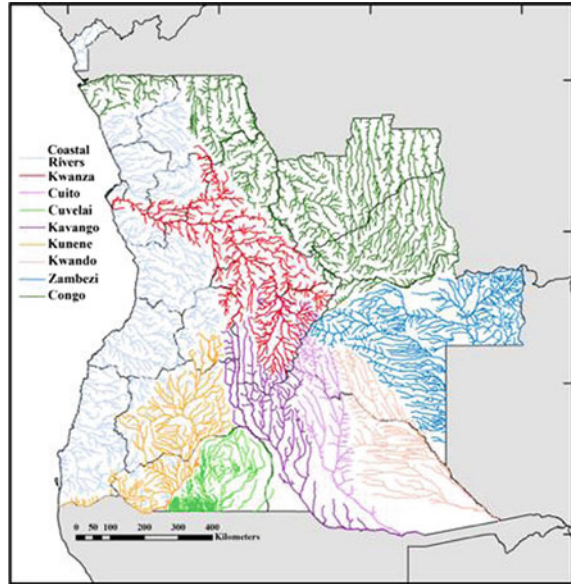 Coastal
Rivers
Kwanza
Cuito
Cuvelai
Kavango
Kunene
Kwando
Zambezi
Congo
0 50 100 200 300 400
Kilometers